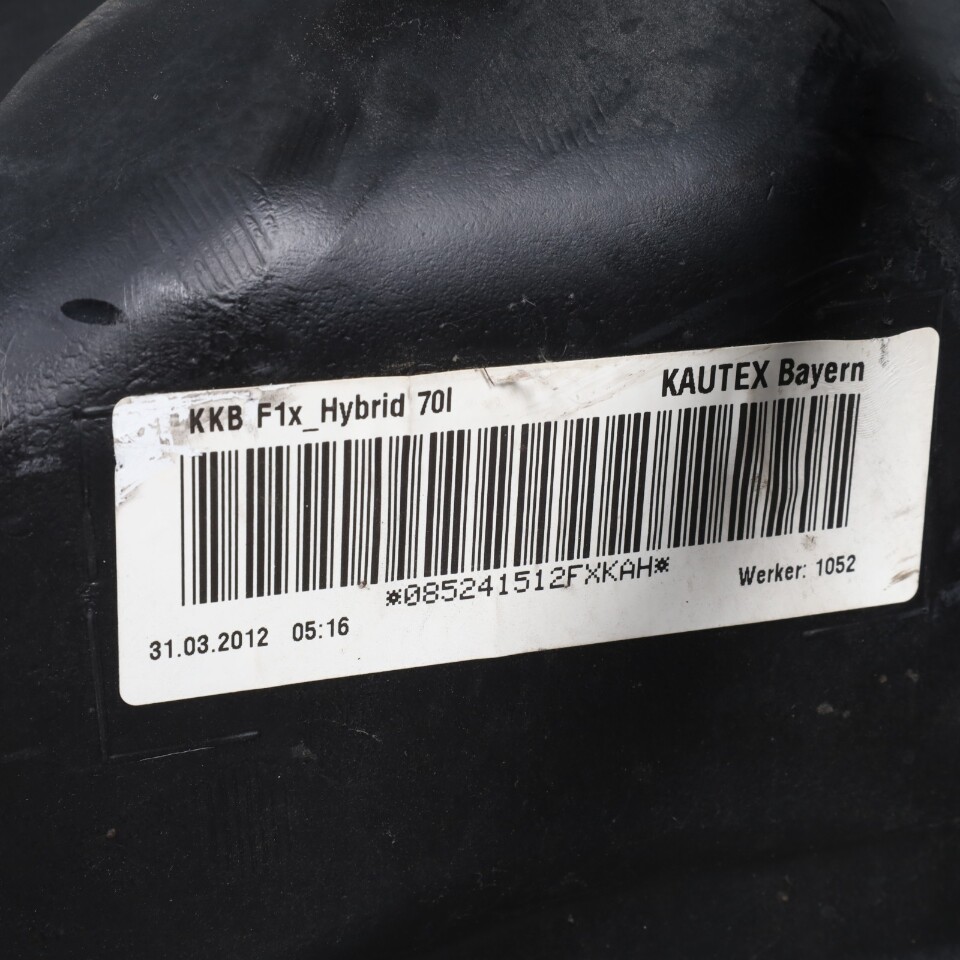 KKB F1x_Hybrid 70l
KAUTEX Bayern
*085241512FXKAH*
Werker: 1052
31.03.2012 05:16